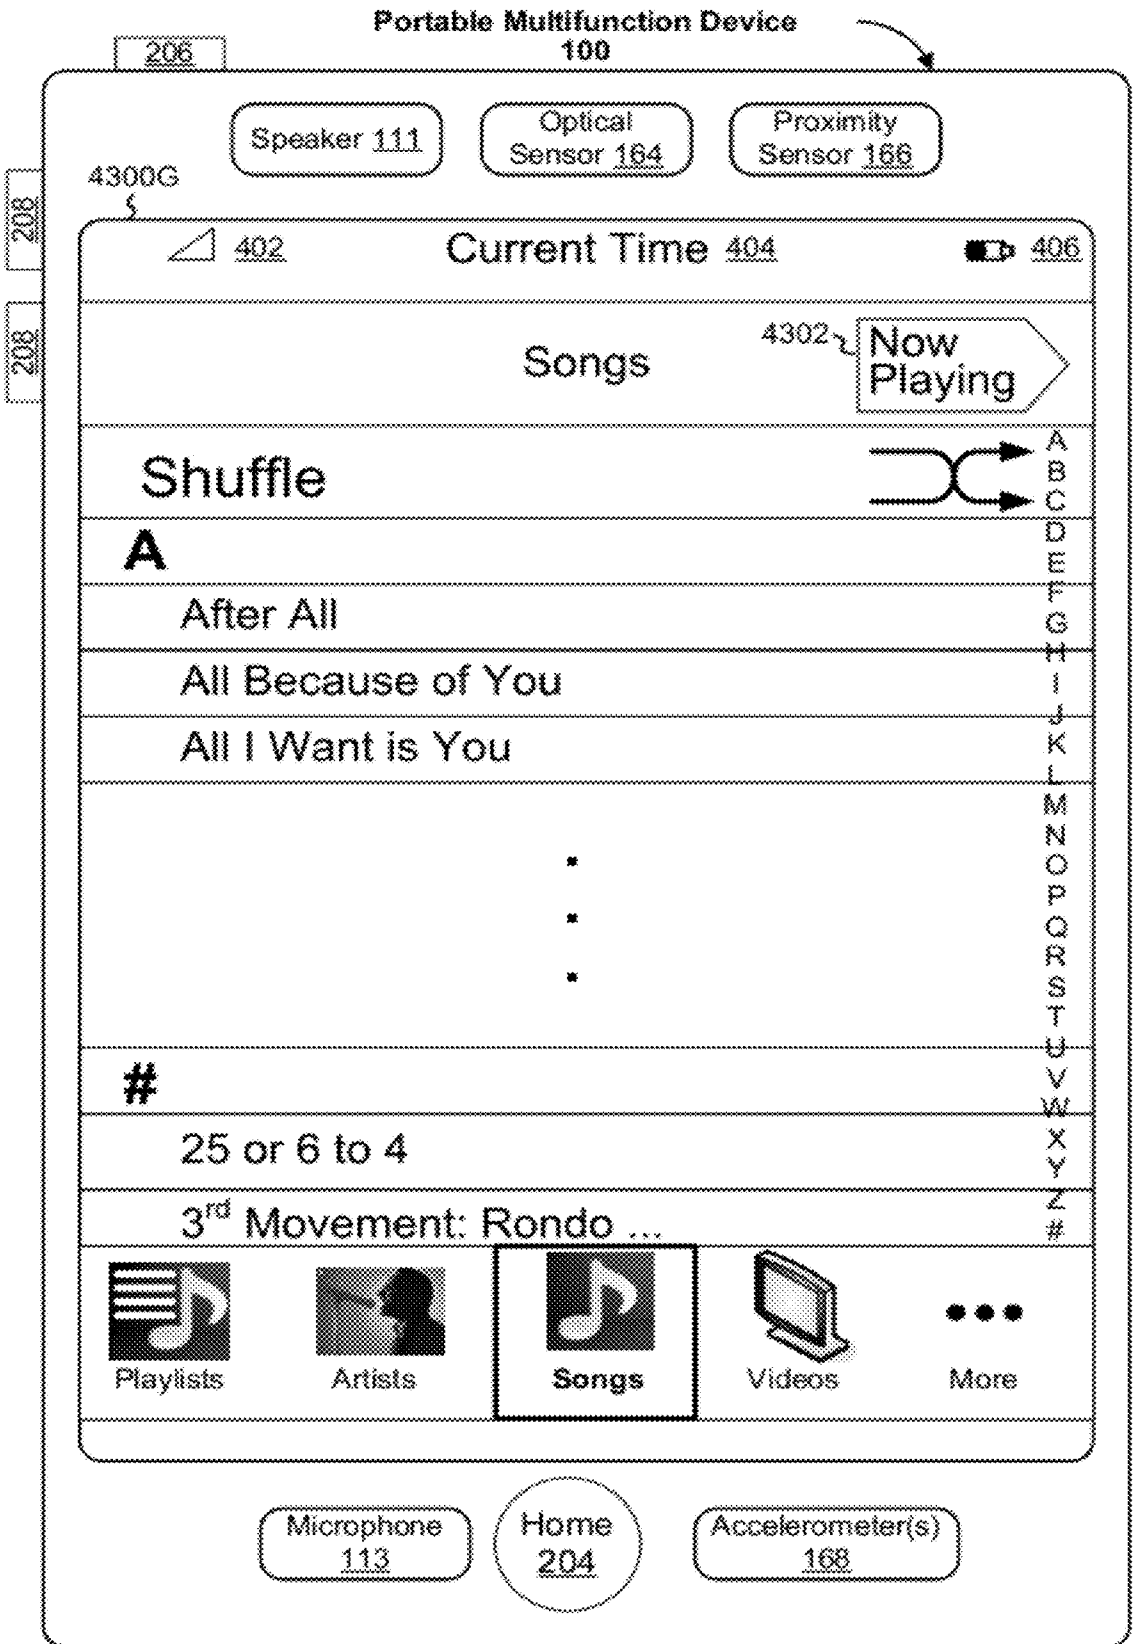 Portable Multifunction Device
100
206
Speaker 111
Optical
Sensor 164
Proximity
Sensor 166
4300G
208
208
402
Current Time 404
406
Songs
4302
Now
Playing
Shuffle
A
B
C
D
E
F
G
H
I
J
K
L
M
N
O
P
Q
R
S
T
U
V
W
X
Y
Z
#
A
After All
All Because of You
All I Want is You
#
25 or 6 to 4
3rd Movement: Rondo ...
Playlists
Artists
Songs
Videos
More
Microphone
113
Home
204
Accelerometer(s)
168